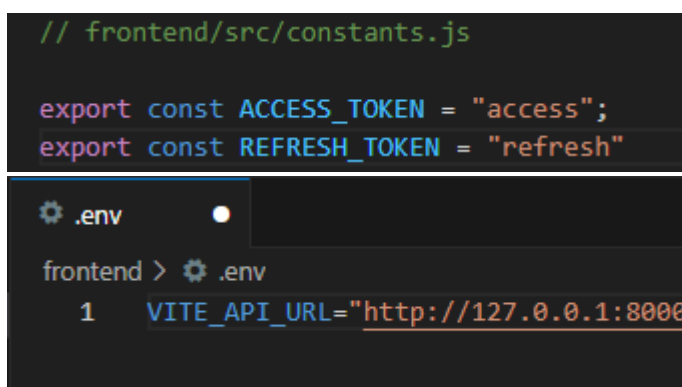 // frontend/src/constants.js
export const ACCESS_TOKEN = "access";
export const REFRESH_TOKEN = "refresh"
.env
frontend > .env
1 VITE_API_URL="http://127.0.0.1:8000